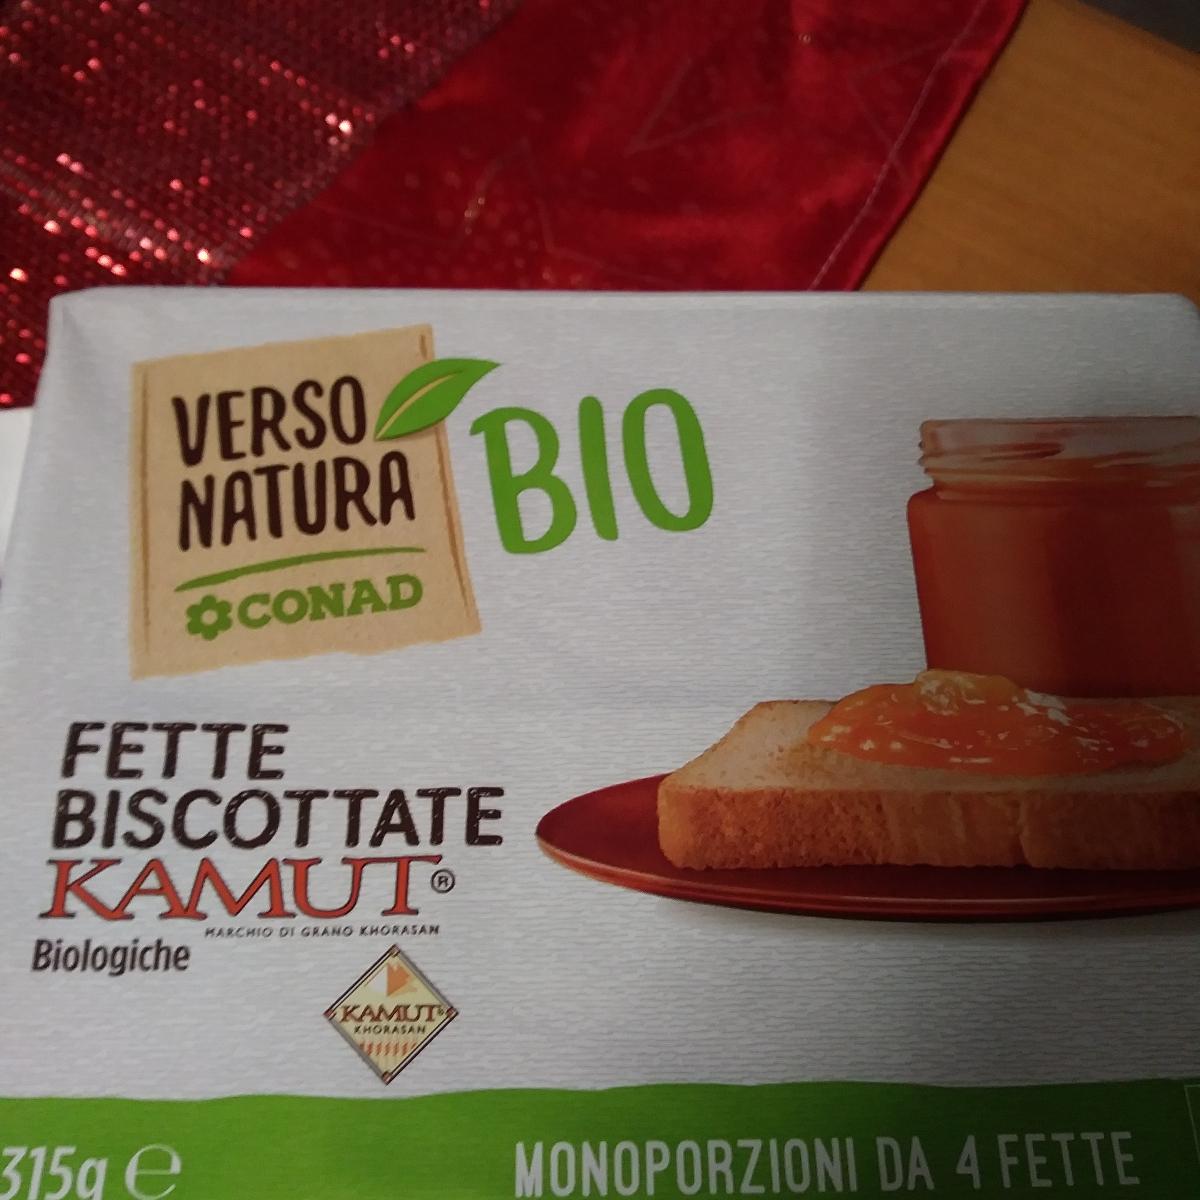 VERSO
NATURA
CONAD
BIO
FETTE
BISCOTTATE
KAMUT®
MARCHIO DI GRANO KHORASAN
Biologiche
KAMUT®
KHORASAN
315g e
MONOPORZIONI DA 4 FETTE